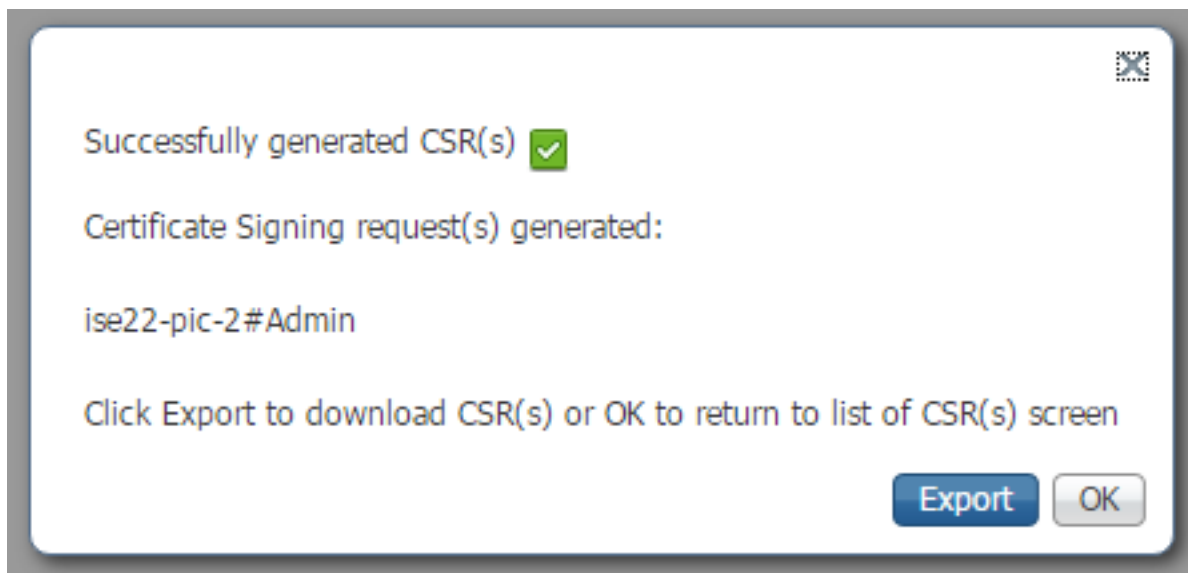 Successfully generated CSR(s)
Certificate Signing request(s) generated:
ise22-pic-2#Admin
Click Export to download CSR(s) or OK to return to list of CSR(s) screen
Export OK